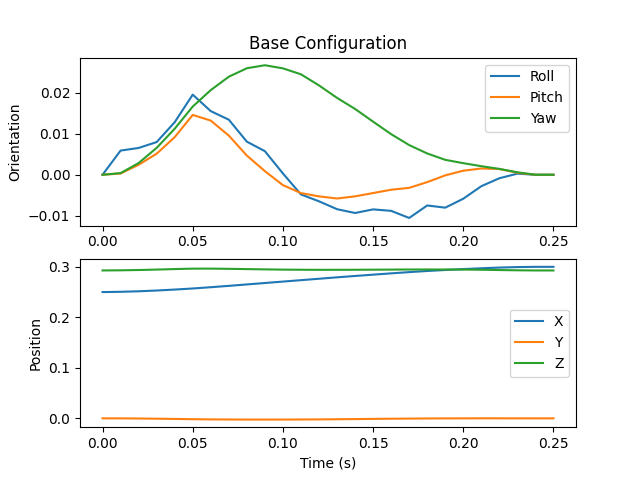 Base Configuration
Orientation
0.02
0.01
0.00
−0.01
Roll
Pitch
Yaw
0.00 0.05 0.10 0.15 0.20 0.25
Position
0.3
0.2
0.1
0.0
X
Y
Z
0.00 0.05 0.10 0.15 0.20 0.25
Time (s)